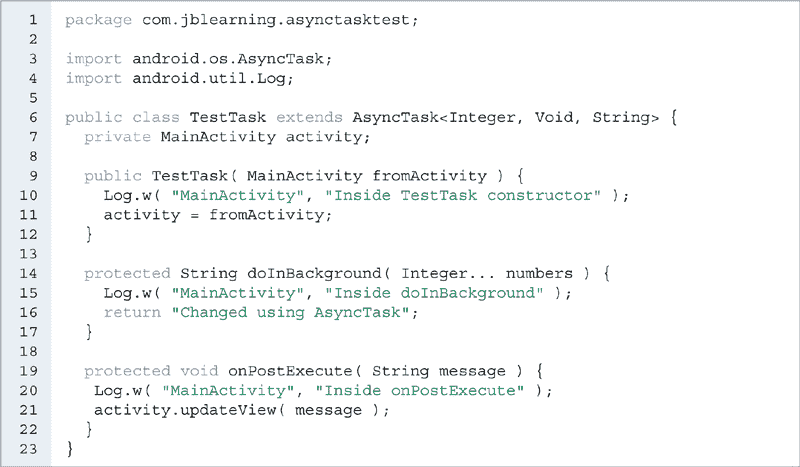 1 package com.jblearning.asynctasktest;
2
3 import android.os.AsyncTask;
4 import android.util.Log;
5
6 public class TestTask extends AsyncTask<Integer, Void, String> {
7   private MainActivity activity;
8
9   public TestTask( MainActivity fromActivity ) {
10     Log.w( "MainActivity", "Inside TestTask constructor" );
11     activity = fromActivity;
12   }
13
14   protected String doInBackground( Integer... numbers ) {
15     Log.w( "MainActivity", "Inside doInBackground" );
16     return "Changed using AsyncTask";
17   }
18
19   protected void onPostExecute( String message ) {
20    Log.w( "MainActivity", "Inside onPostExecute" );
21    activity.updateView( message );
22   }
23 }